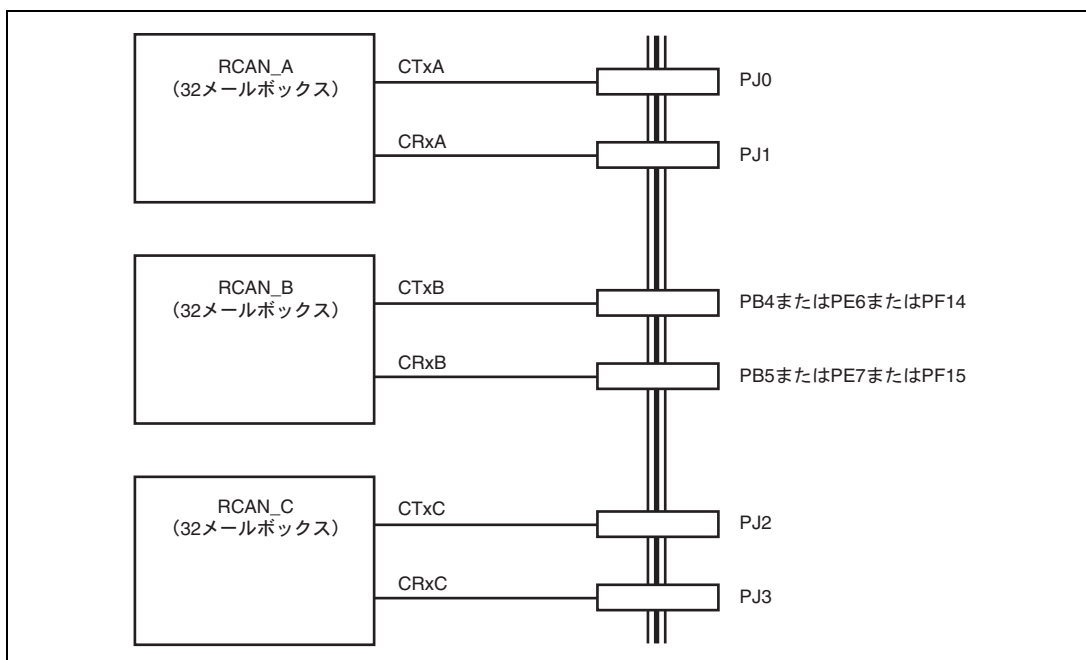 RCAN_A
（32メールボックス）
CTxA
PJ0
CRxA
PJ1
RCAN_B
（32メールボックス）
CTxB
PB4またはPE6またはPF14
CRxB
PB5またはPE7またはPF15
RCAN_C
（32メールボックス）
CTxC
PJ2
CRxC
PJ3